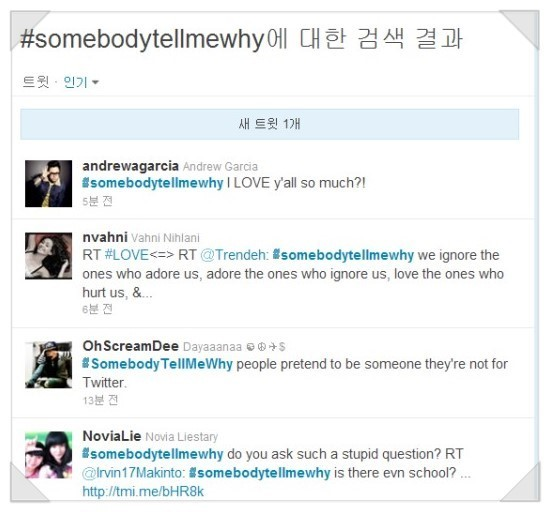 #somebodytellmewhy에 대한 검색 결과
트윗 · 인기
새 트윗 1개
andrewagarcia Andrew Garcia
#somebodytellmewhy I LOVE y'all so much?!
5분 전
nvahni Vahni Nihlani
RT #LOVE<=> RT @Trendeh: #somebodytellmewhy we ignore the
ones who adore us, adore the ones who ignore us, love the ones who
hurt us, &...
6분 전
OhScreamDee Dayaaanaa ☯☮✈$
#SomebodyTellMeWhy people pretend to be someone they're not for
Twitter.
13분 전
NoviaLie Novia Liestary
#somebodytellmewhy do you ask such a stupid question? RT
@Irvin17Makinto: #somebodytellmewhy is there evn school? ...
http://tmi.me/bHR8k